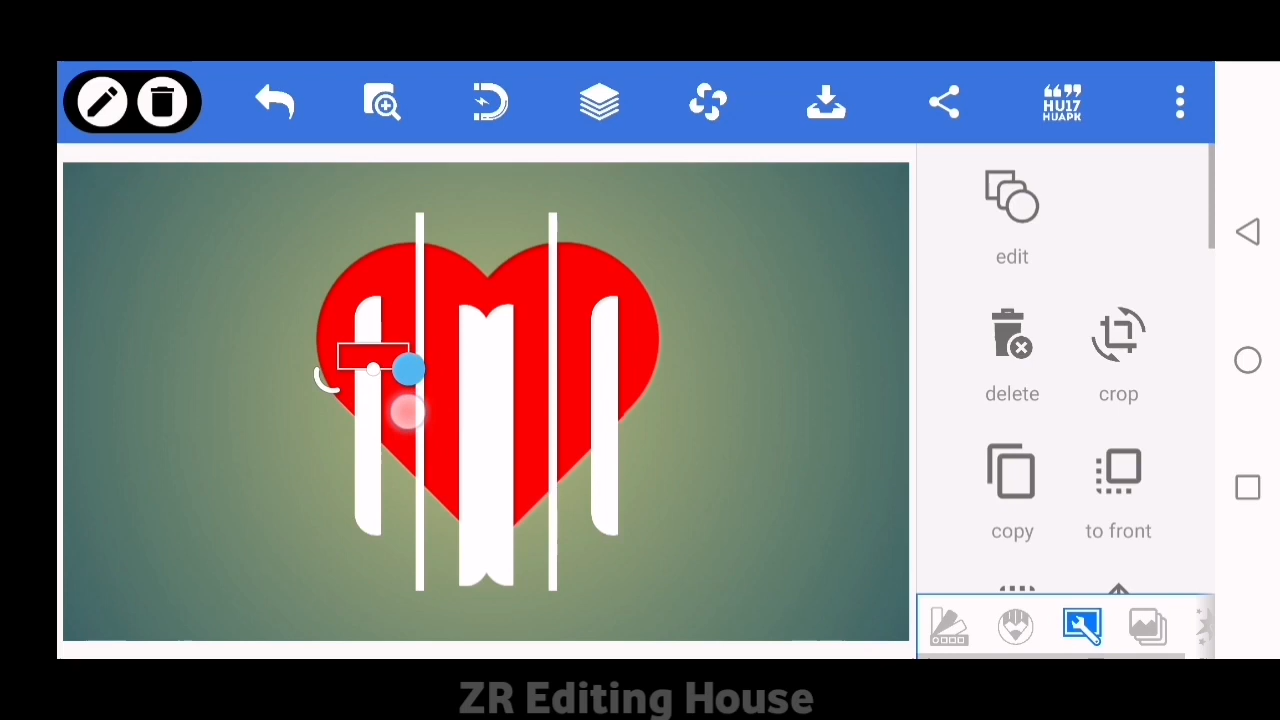 HU17
HUAPK
edit
delete
crop
copy
to front
ZR Editing House